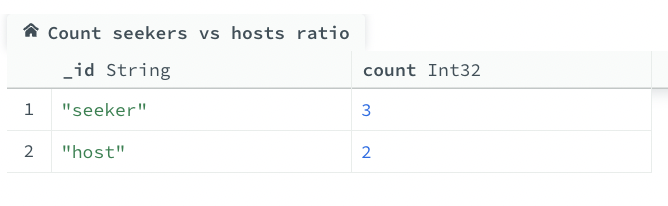 Count seekers vs hosts ratio
_id String count Int32
1 "seeker" 3
2 "host" 2